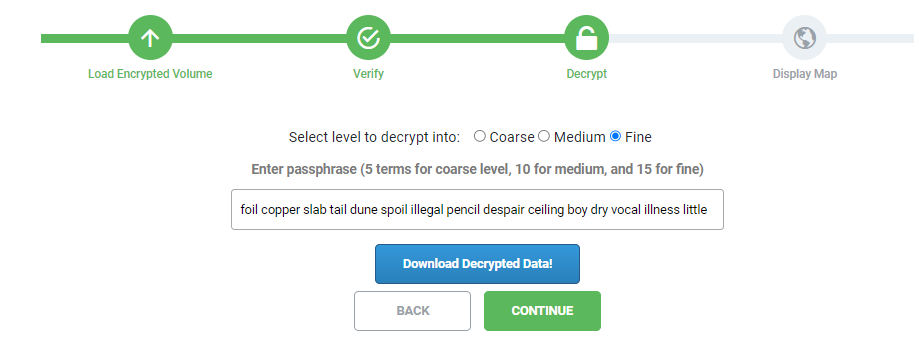 Load Encrypted Volume Verify Decrypt Display Map
Select level to decrypt into: Coarse Medium Fine
Enter passphrase (5 terms for coarse level, 10 for medium, and 15 for fine)
foil copper slab tail dune spoil illegal pencil despair ceiling boy dry vocal illness little
Download Decrypted Data!
BACK CONTINUE